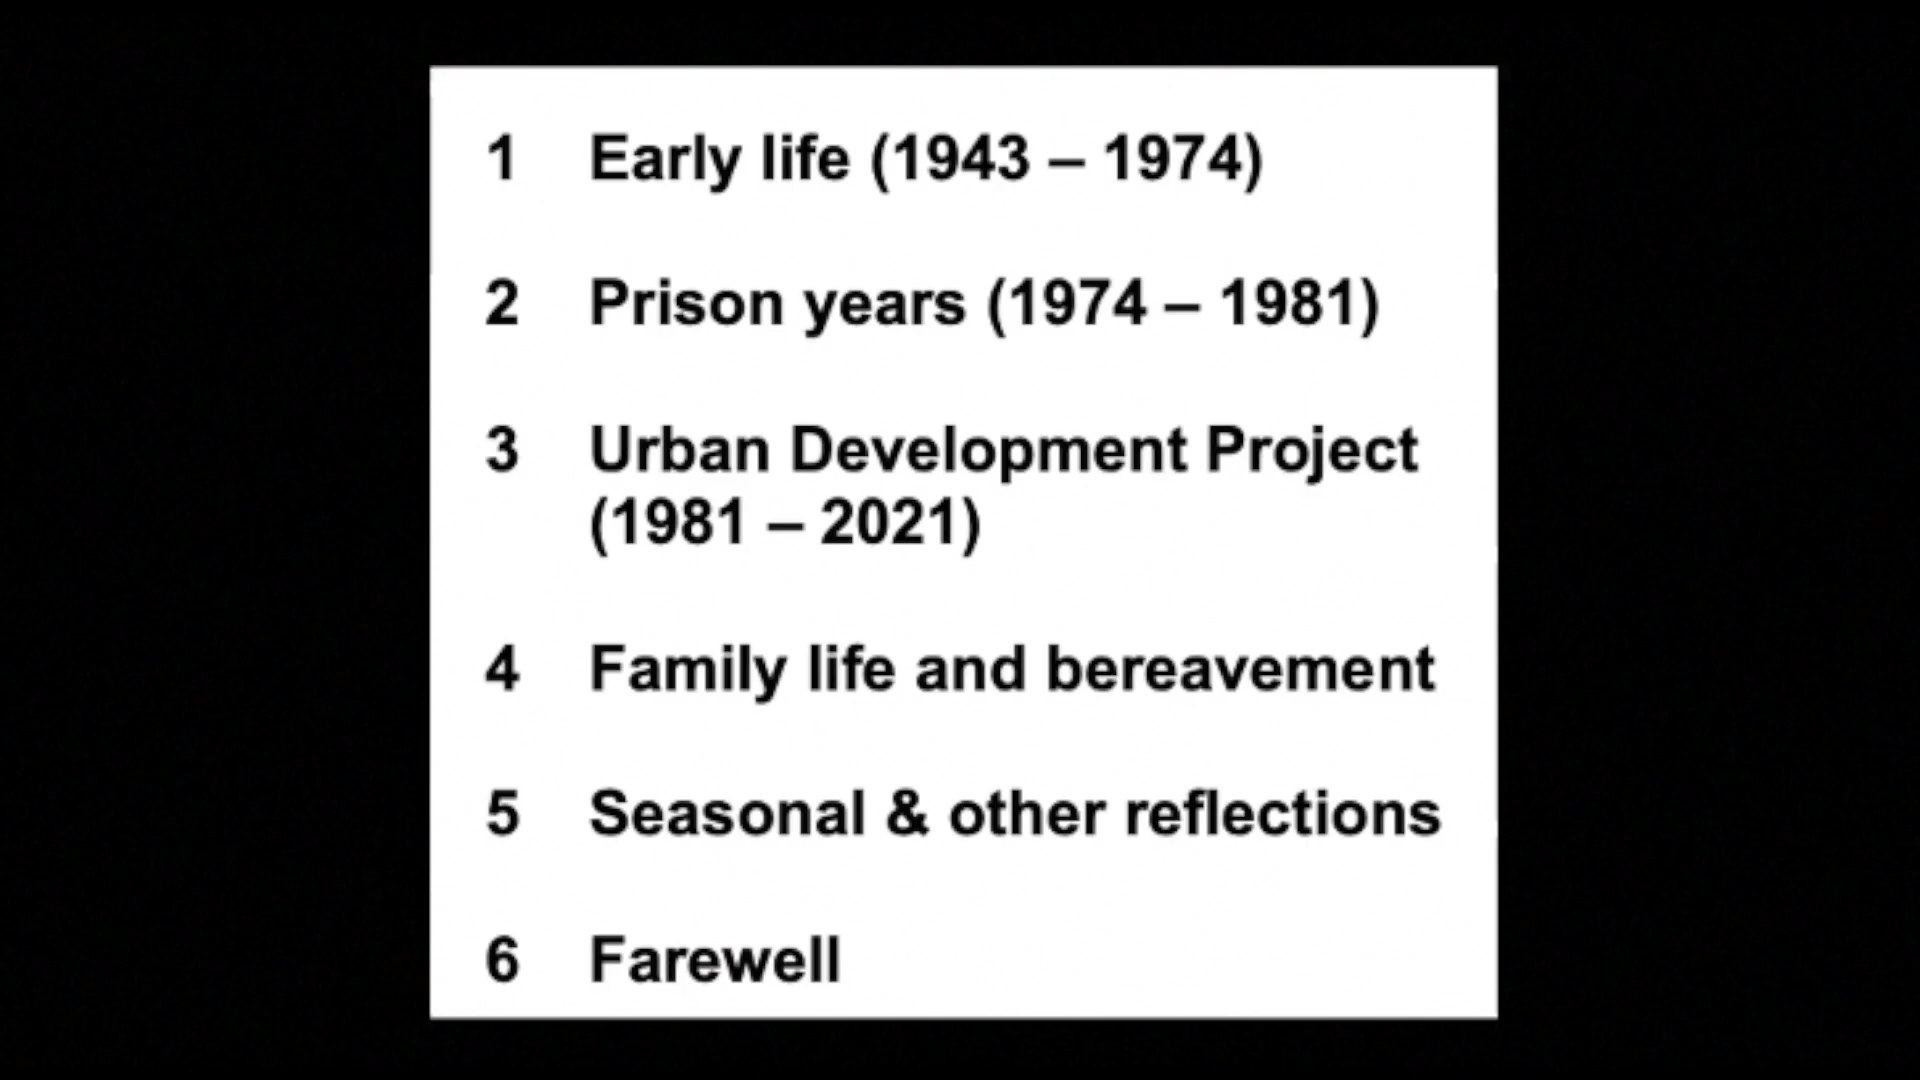 1 Early life (1943 – 1974)
2 Prison years (1974 – 1981)
3 Urban Development Project
(1981 – 2021)
4 Family life and bereavement
5 Seasonal & other reflections
6 Farewell